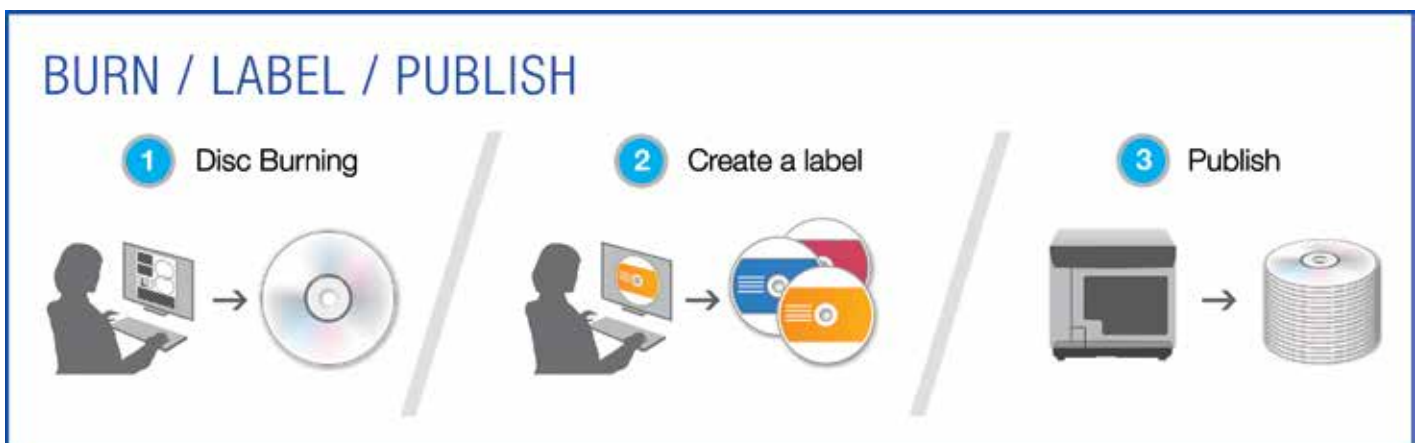 BURN / LABEL / PUBLISH
1 Disc Burning
2 Create a label
3 Publish